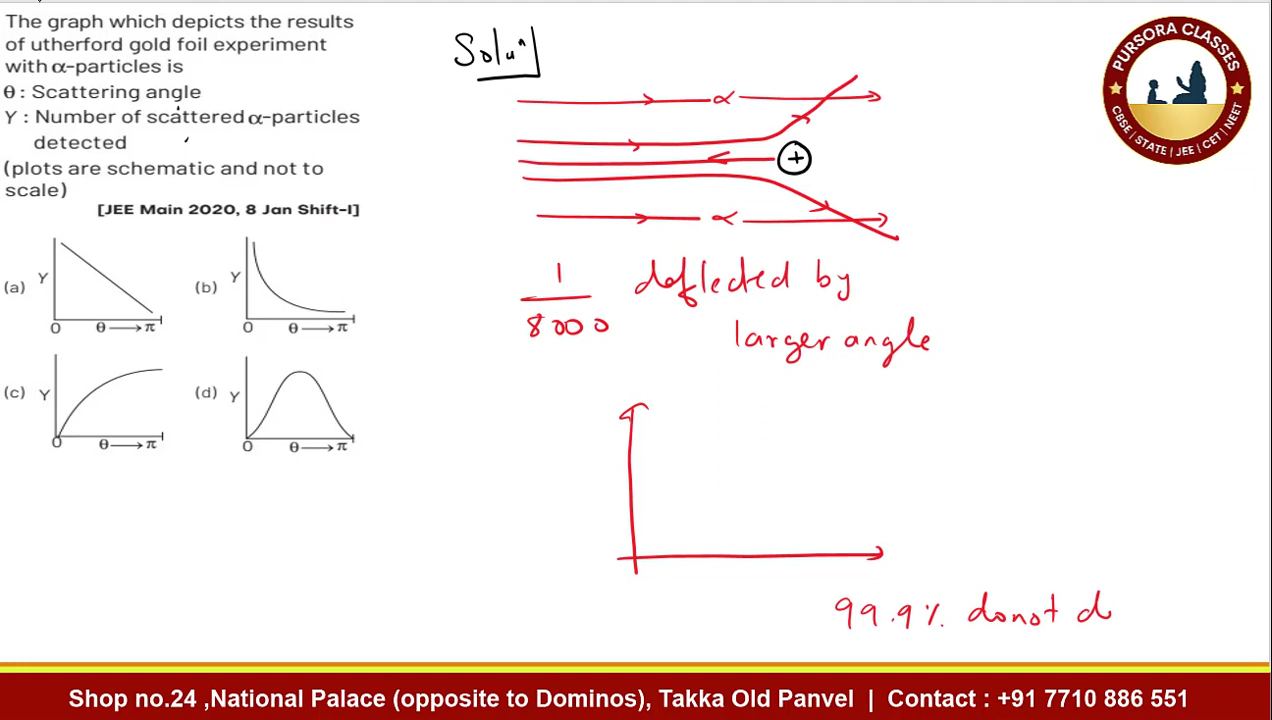 The graph which depicts the results
of utherford gold foil experiment
with α-particles is
θ : Scattering angle
Y : Number of scattered α-particles
detected
(plots are schematic and not to
scale)
[JEE Main 2020, 8 Jan Shift-I]
(a) Y 0 θ → π
(b) Y 0 θ → π
(c) Y 0 θ → π
(d) Y 0 θ → π
Soluⁿ
α
+
α
1
8000
deflected by
larger angle
99.9% donot d
PURSORA CLASSES
CBSE | STATE | JEE | CET | NEET
Shop no.24 ,National Palace (opposite to Dominos), Takka Old Panvel | Contact : +91 7710 886 551